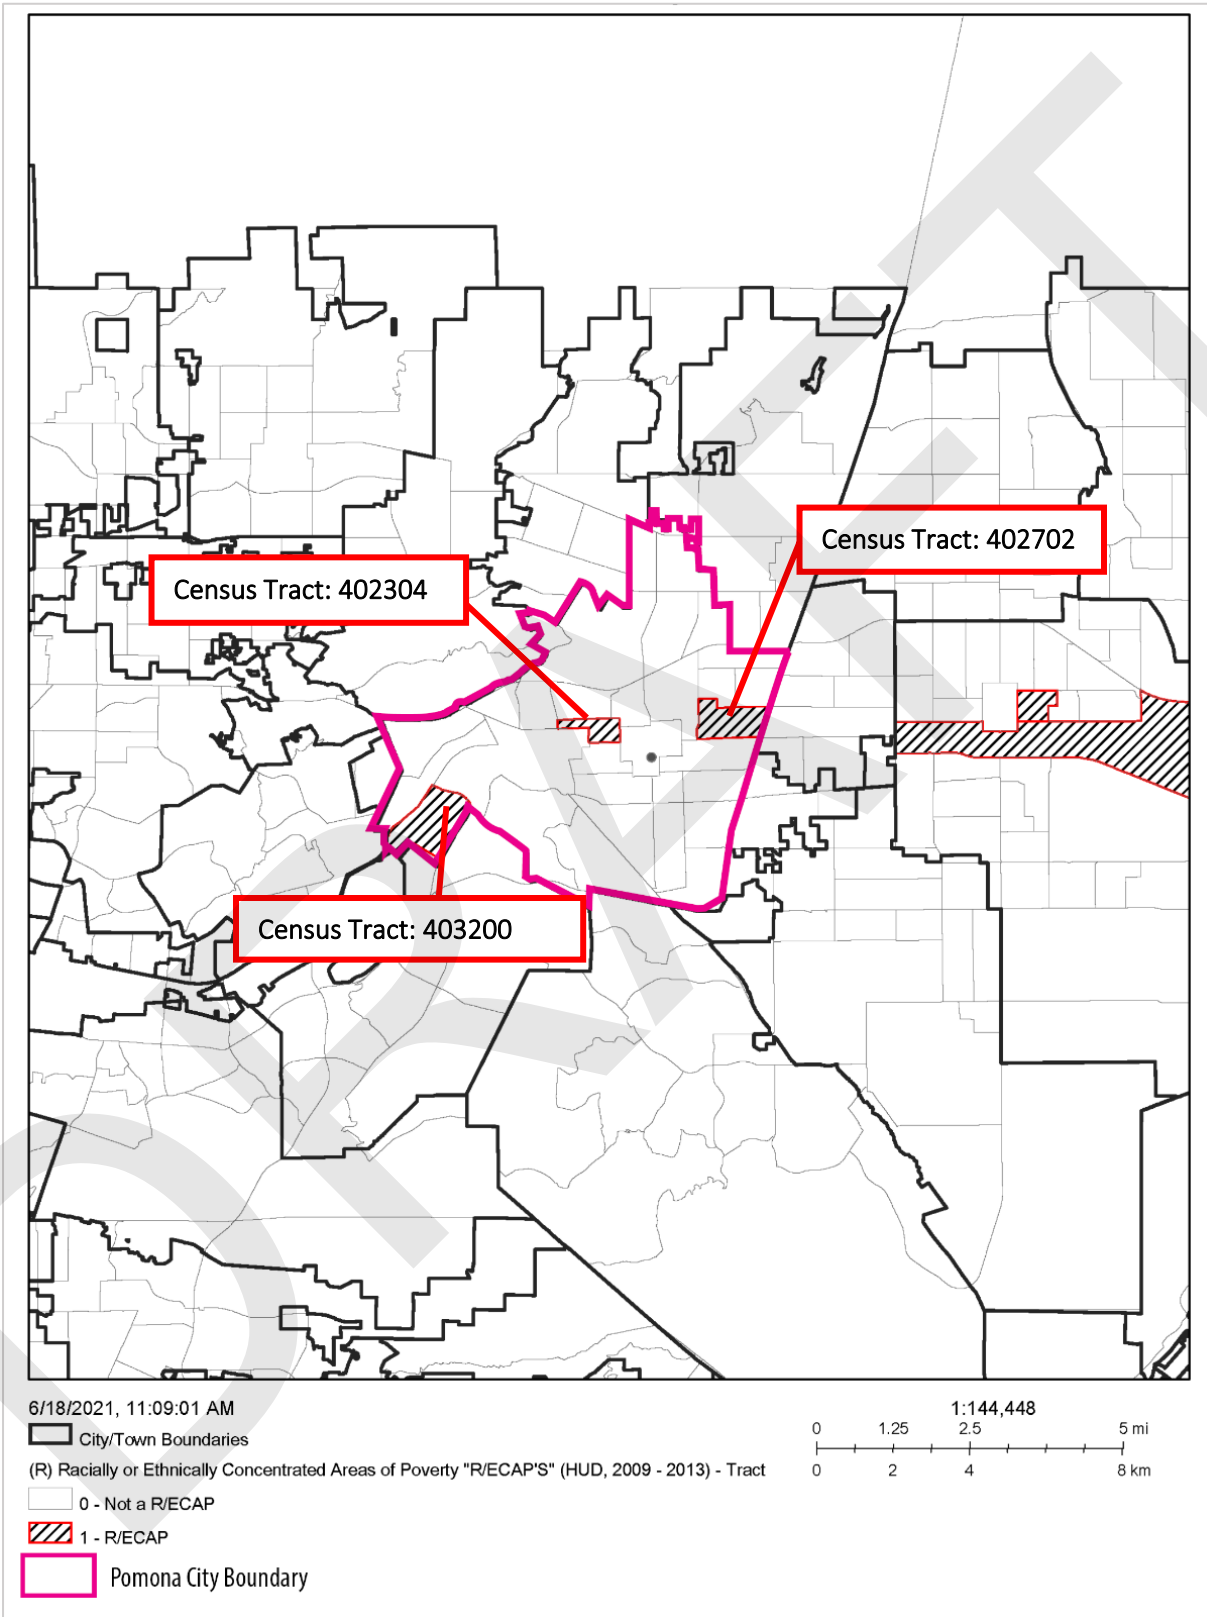 Census Tract: 402702
Census Tract: 402304
Census Tract: 403200
DRAFT
6/18/2021, 11:09:01 AM
City/Town Boundaries
(R) Racially or Ethnically Concentrated Areas of Poverty "R/ECAP'S" (HUD, 2009 - 2013) - Tract
0 - Not a R/ECAP
1 - R/ECAP
Pomona City Boundary
1:144,448
0 1.25 2.5 5 mi
0 2 4 8 km